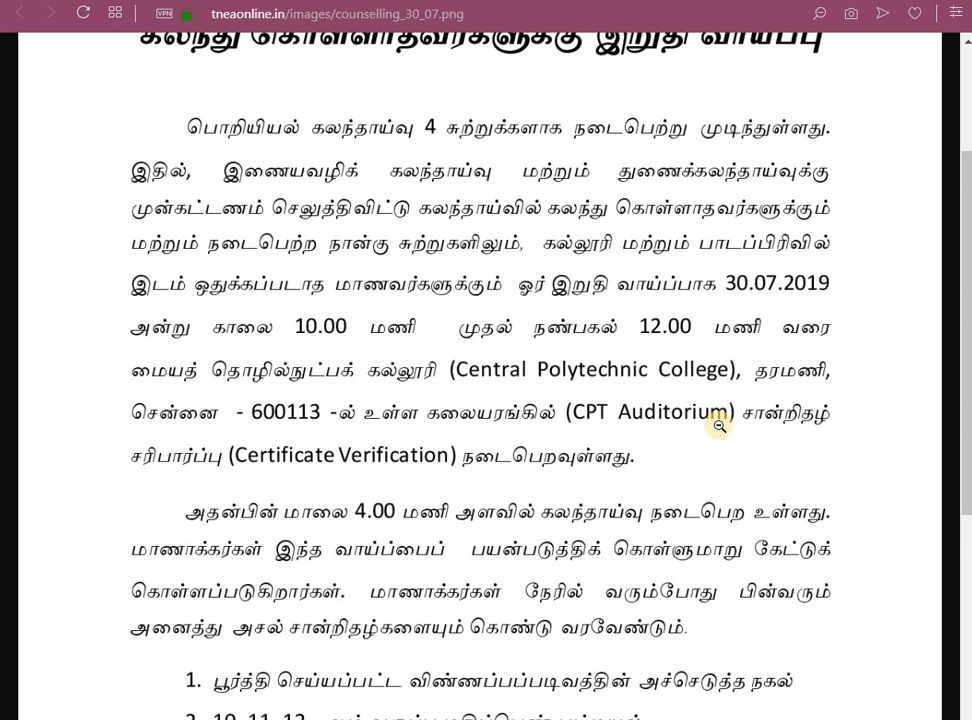 VPN tneaonline.in/images/counselling_30_07.png
கலந்து கொள்ளாதவர்களுக்கு இறுதி வாய்ப்பு
பொறியியல் கலந்தாய்வு 4 சுற்றுக்களாக நடைபெற்று முடிந்துள்ளது.
இதில், இணையவழிக் கலந்தாய்வு மற்றும் துணைக்கலந்தாய்வுக்கு
முன்கட்டணம் செலுத்திவிட்டு கலந்தாய்வில் கலந்து கொள்ளாதவர்களுக்கும்
மற்றும் நடைபெற்ற நான்கு சுற்றுகளிலும், கல்லூரி மற்றும் பாடப்பிரிவில்
இடம் ஒதுக்கப்படாத மாணவர்களுக்கும் ஓர் இறுதி வாய்ப்பாக 30.07.2019
அன்று காலை 10.00 மணி முதல் நண்பகல் 12.00 மணி வரை
மையத் தொழில்நுட்பக் கல்லூரி (Central Polytechnic College), தரமணி,
சென்னை - 600113 -ல் உள்ள கலையரங்கில் (CPT Auditorium) சான்றிதழ்
சரிபார்ப்பு (Certificate Verification) நடைபெறவுள்ளது.
அதன்பின் மாலை 4.00 மணி அளவில் கலந்தாய்வு நடைபெற உள்ளது.
மாணாக்கர்கள் இந்த வாய்ப்பைப் பயன்படுத்திக் கொள்ளுமாறு கேட்டுக்
கொள்ளப்படுகிறார்கள். மாணாக்கர்கள் நேரில் வரும்போது பின்வரும்
அனைத்து அசல் சான்றிதழ்களையும் கொண்டு வரவேண்டும்.
1. பூர்த்தி செய்யப்பட்ட விண்ணப்பப்படிவத்தின் அச்செடுத்த நகல்